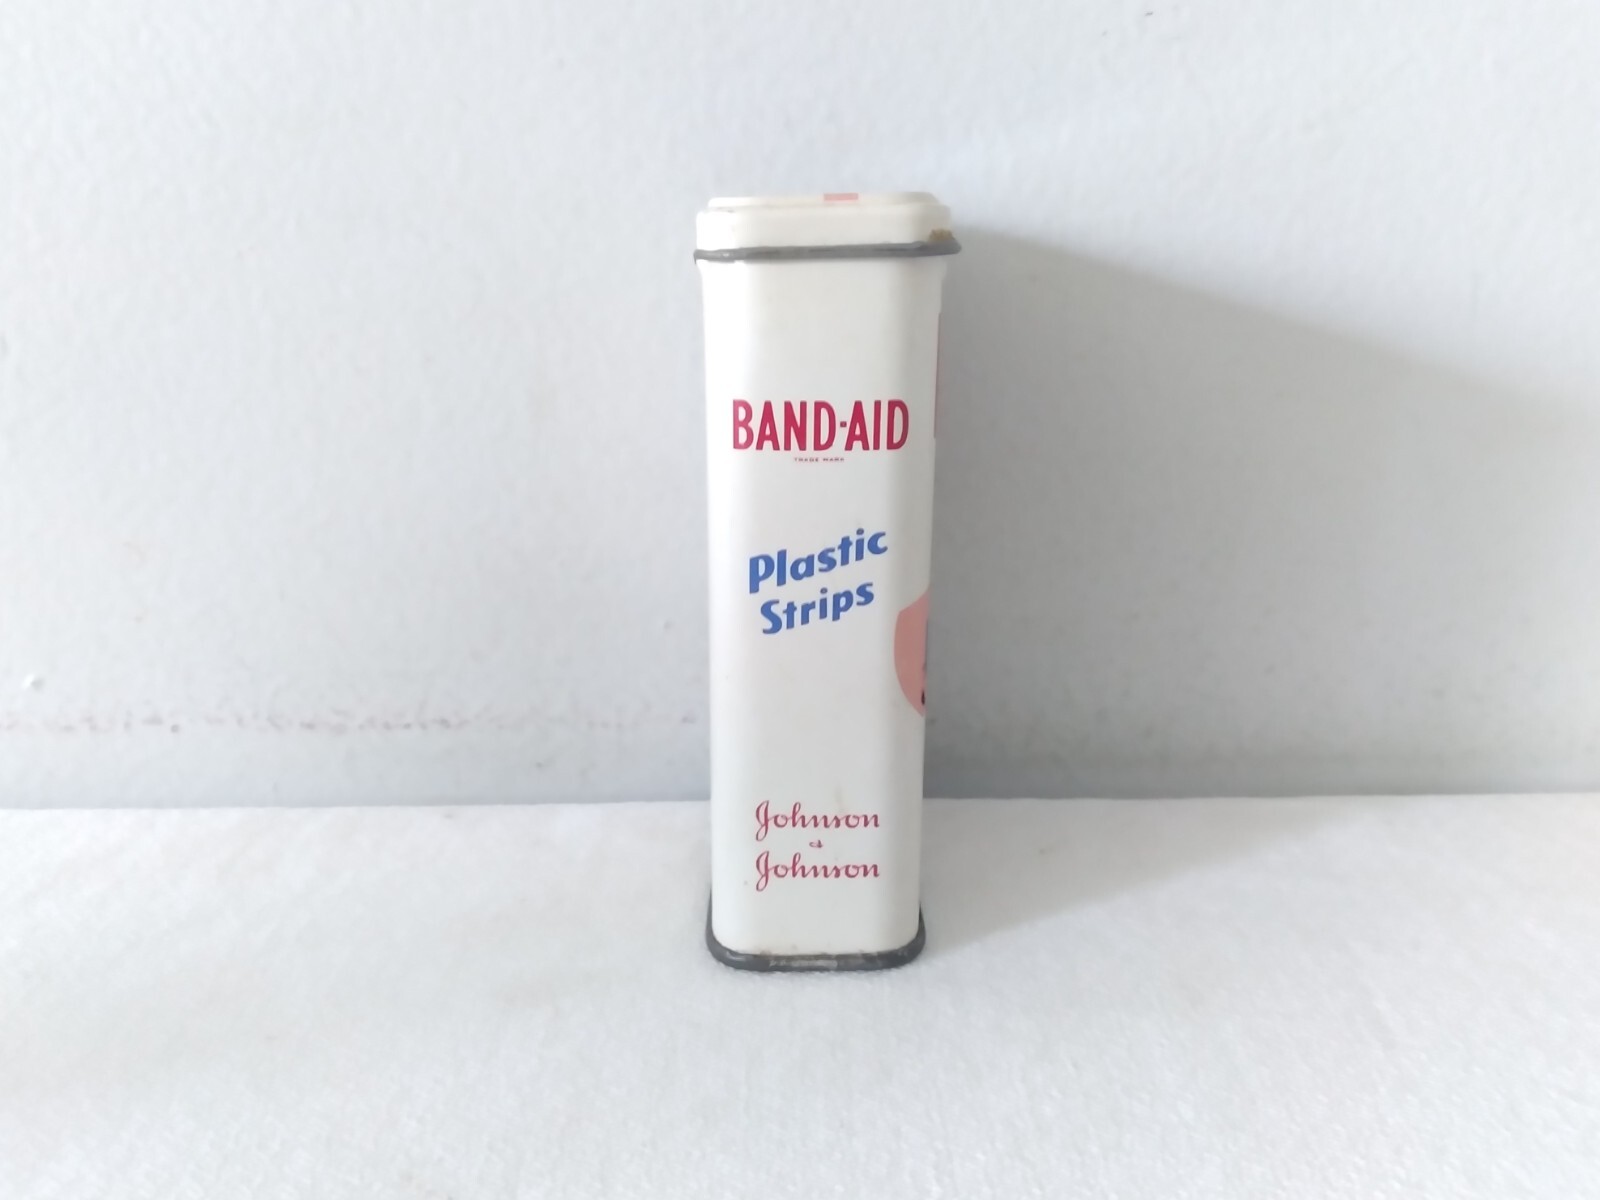 BAND-AID
TRADE MARK
Plastic
Strips
Johnson
&
Johnson